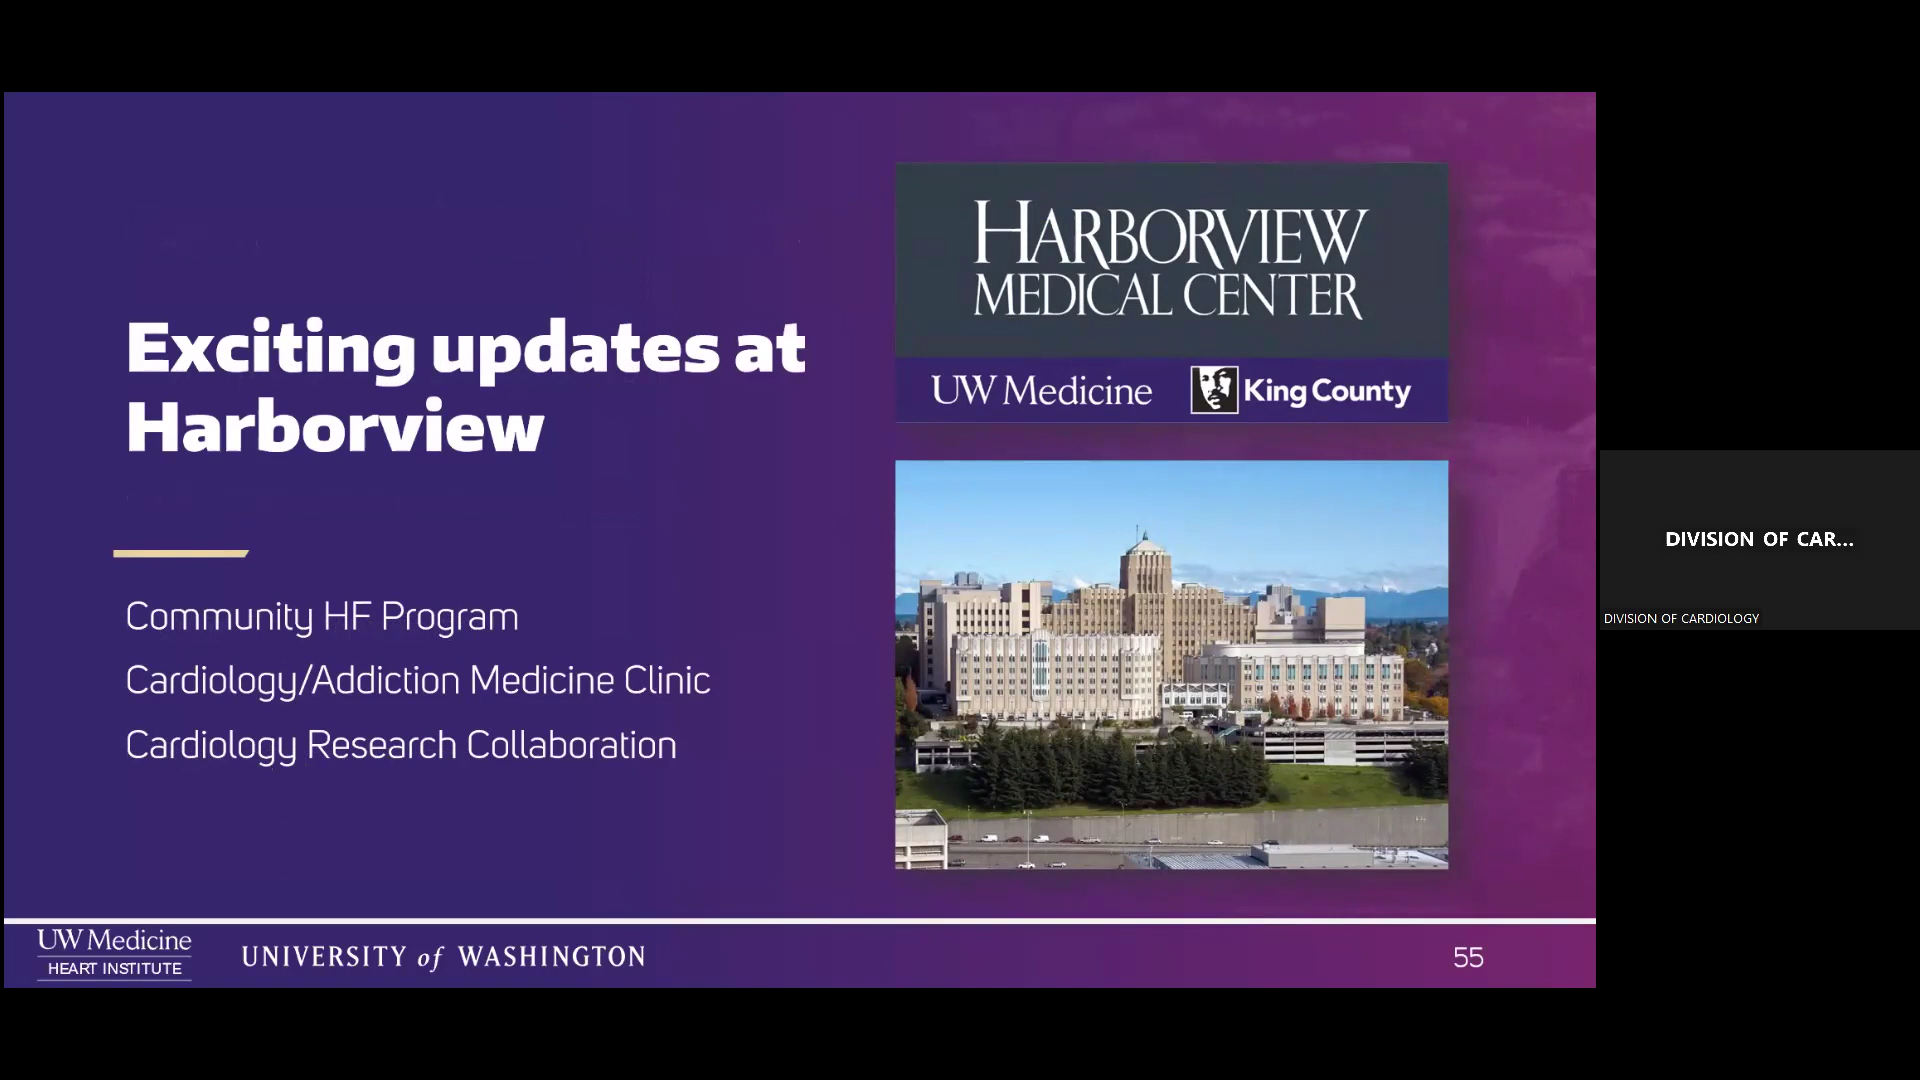 Exciting updates at
Harborview
Community HF Program
Cardiology/Addiction Medicine Clinic
Cardiology Research Collaboration
HARBORVIEW
MEDICAL CENTER
UW Medicine
King County
UW Medicine
HEART INSTITUTE
UNIVERSITY of WASHINGTON
55
DIVISION OF CAR...
DIVISION OF CARDIOLOGY